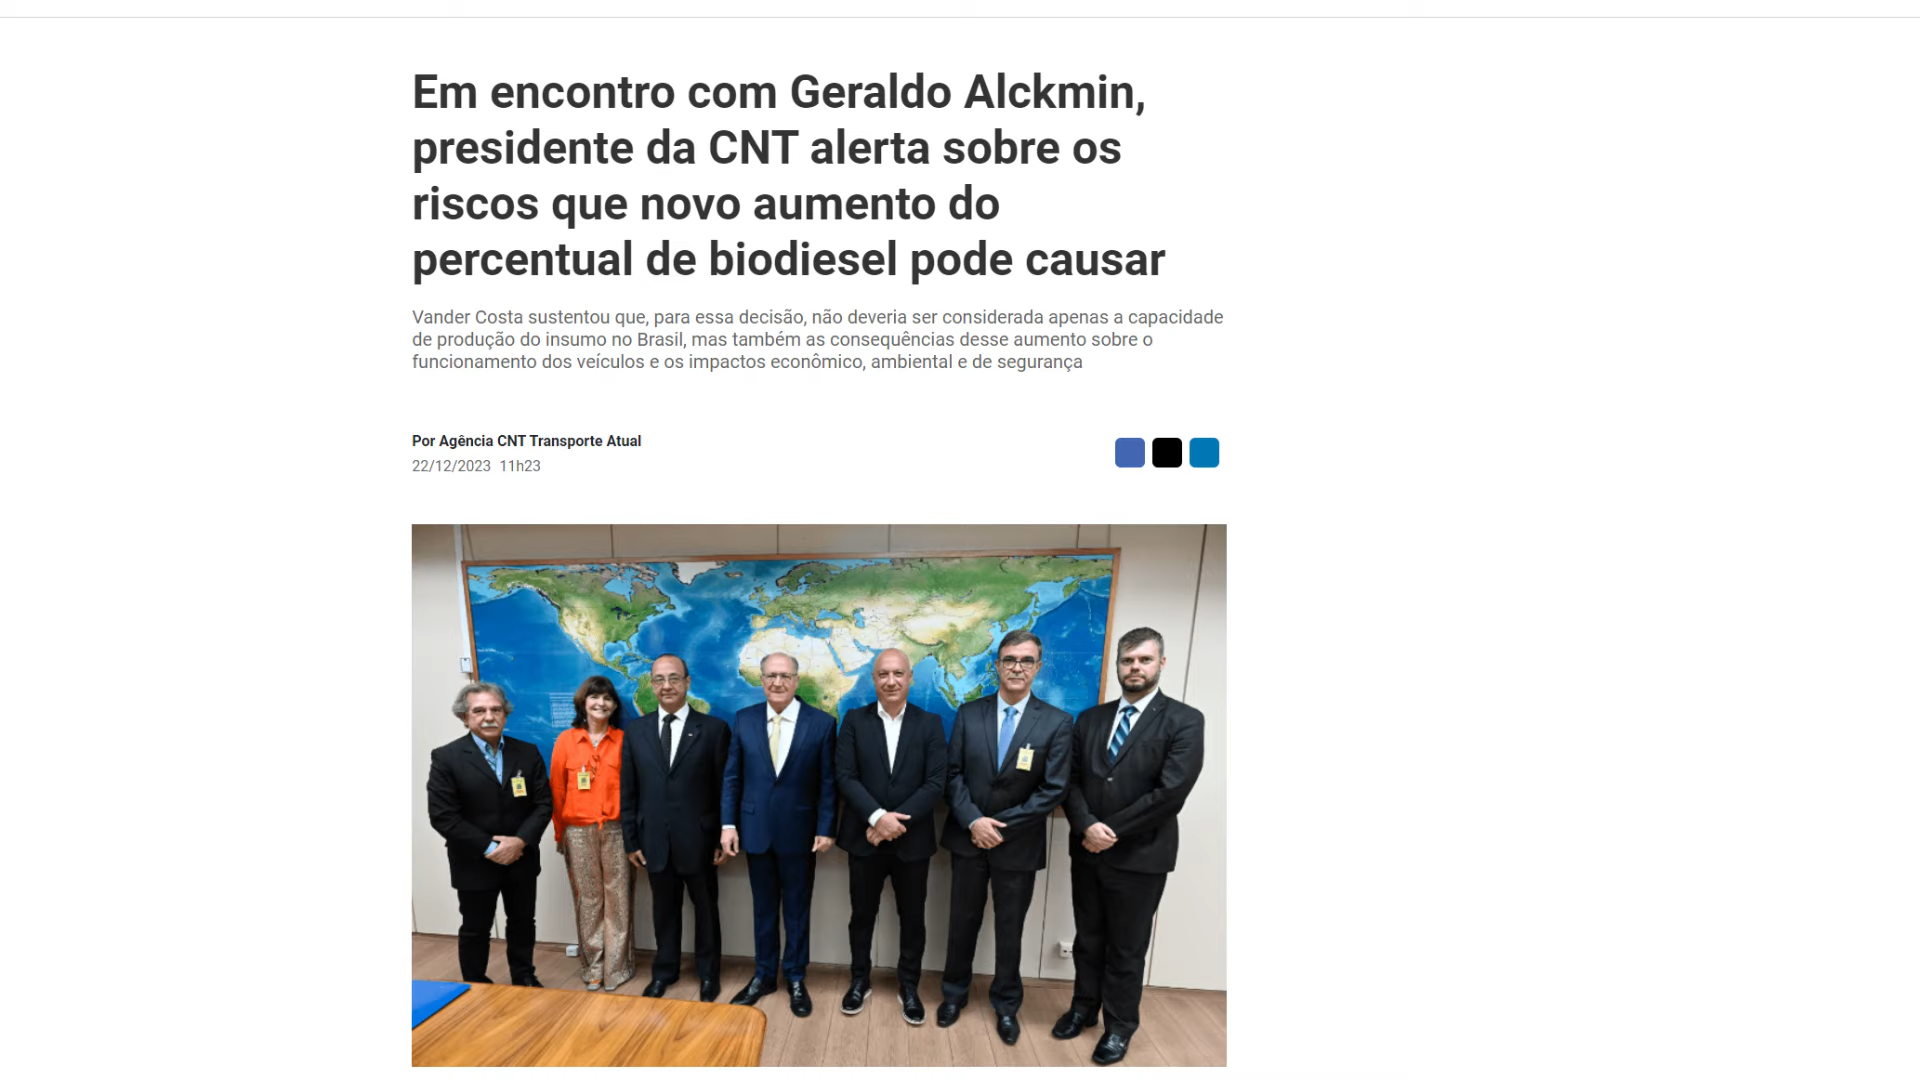 Em encontro com Geraldo Alckmin,
presidente da CNT alerta sobre os
riscos que novo aumento do
percentual de biodiesel pode causar
Vander Costa sustentou que, para essa decisão, não deveria ser considerada apenas a capacidade
de produção do insumo no Brasil, mas também as consequências desse aumento sobre o
funcionamento dos veículos e os impactos econômico, ambiental e de segurança
Por Agência CNT Transporte Atual
22/12/2023 11h23